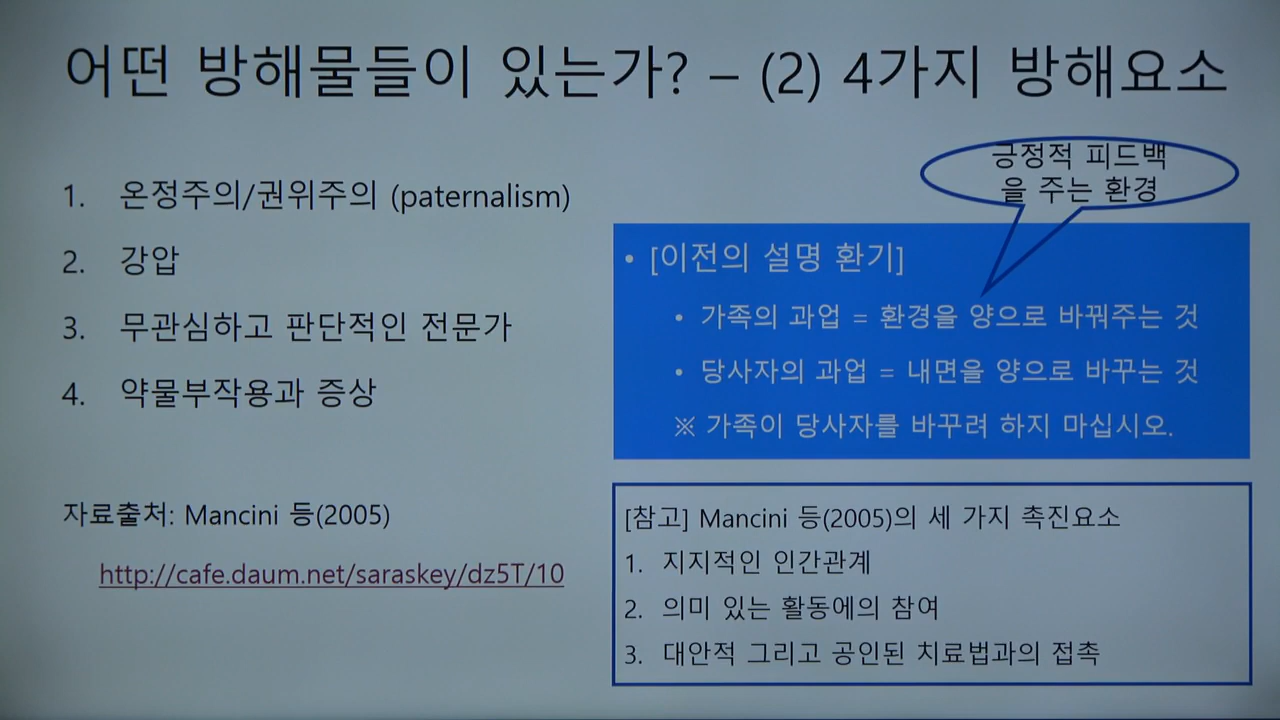 어떤 방해물들이 있는가? – (2) 4가지 방해요소
1. 온정주의/권위주의 (paternalism)
2. 강압
3. 무관심하고 판단적인 전문가
4. 약물부작용과 증상
자료출처: Mancini 등(2005)
http://cafe.daum.net/saraskey/dz5T/10
긍정적 피드백
을 주는 환경
• [이전의 설명 환기]
• 가족의 과업 = 환경을 양으로 바꿔주는 것
• 당사자의 과업 = 내면을 양으로 바꾸는 것
※ 가족이 당사자를 바꾸려 하지 마십시오.
[참고] Mancini 등(2005)의 세 가지 촉진요소
1. 지지적인 인간관계
2. 의미 있는 활동에의 참여
3. 대안적 그리고 공인된 치료법과의 접촉